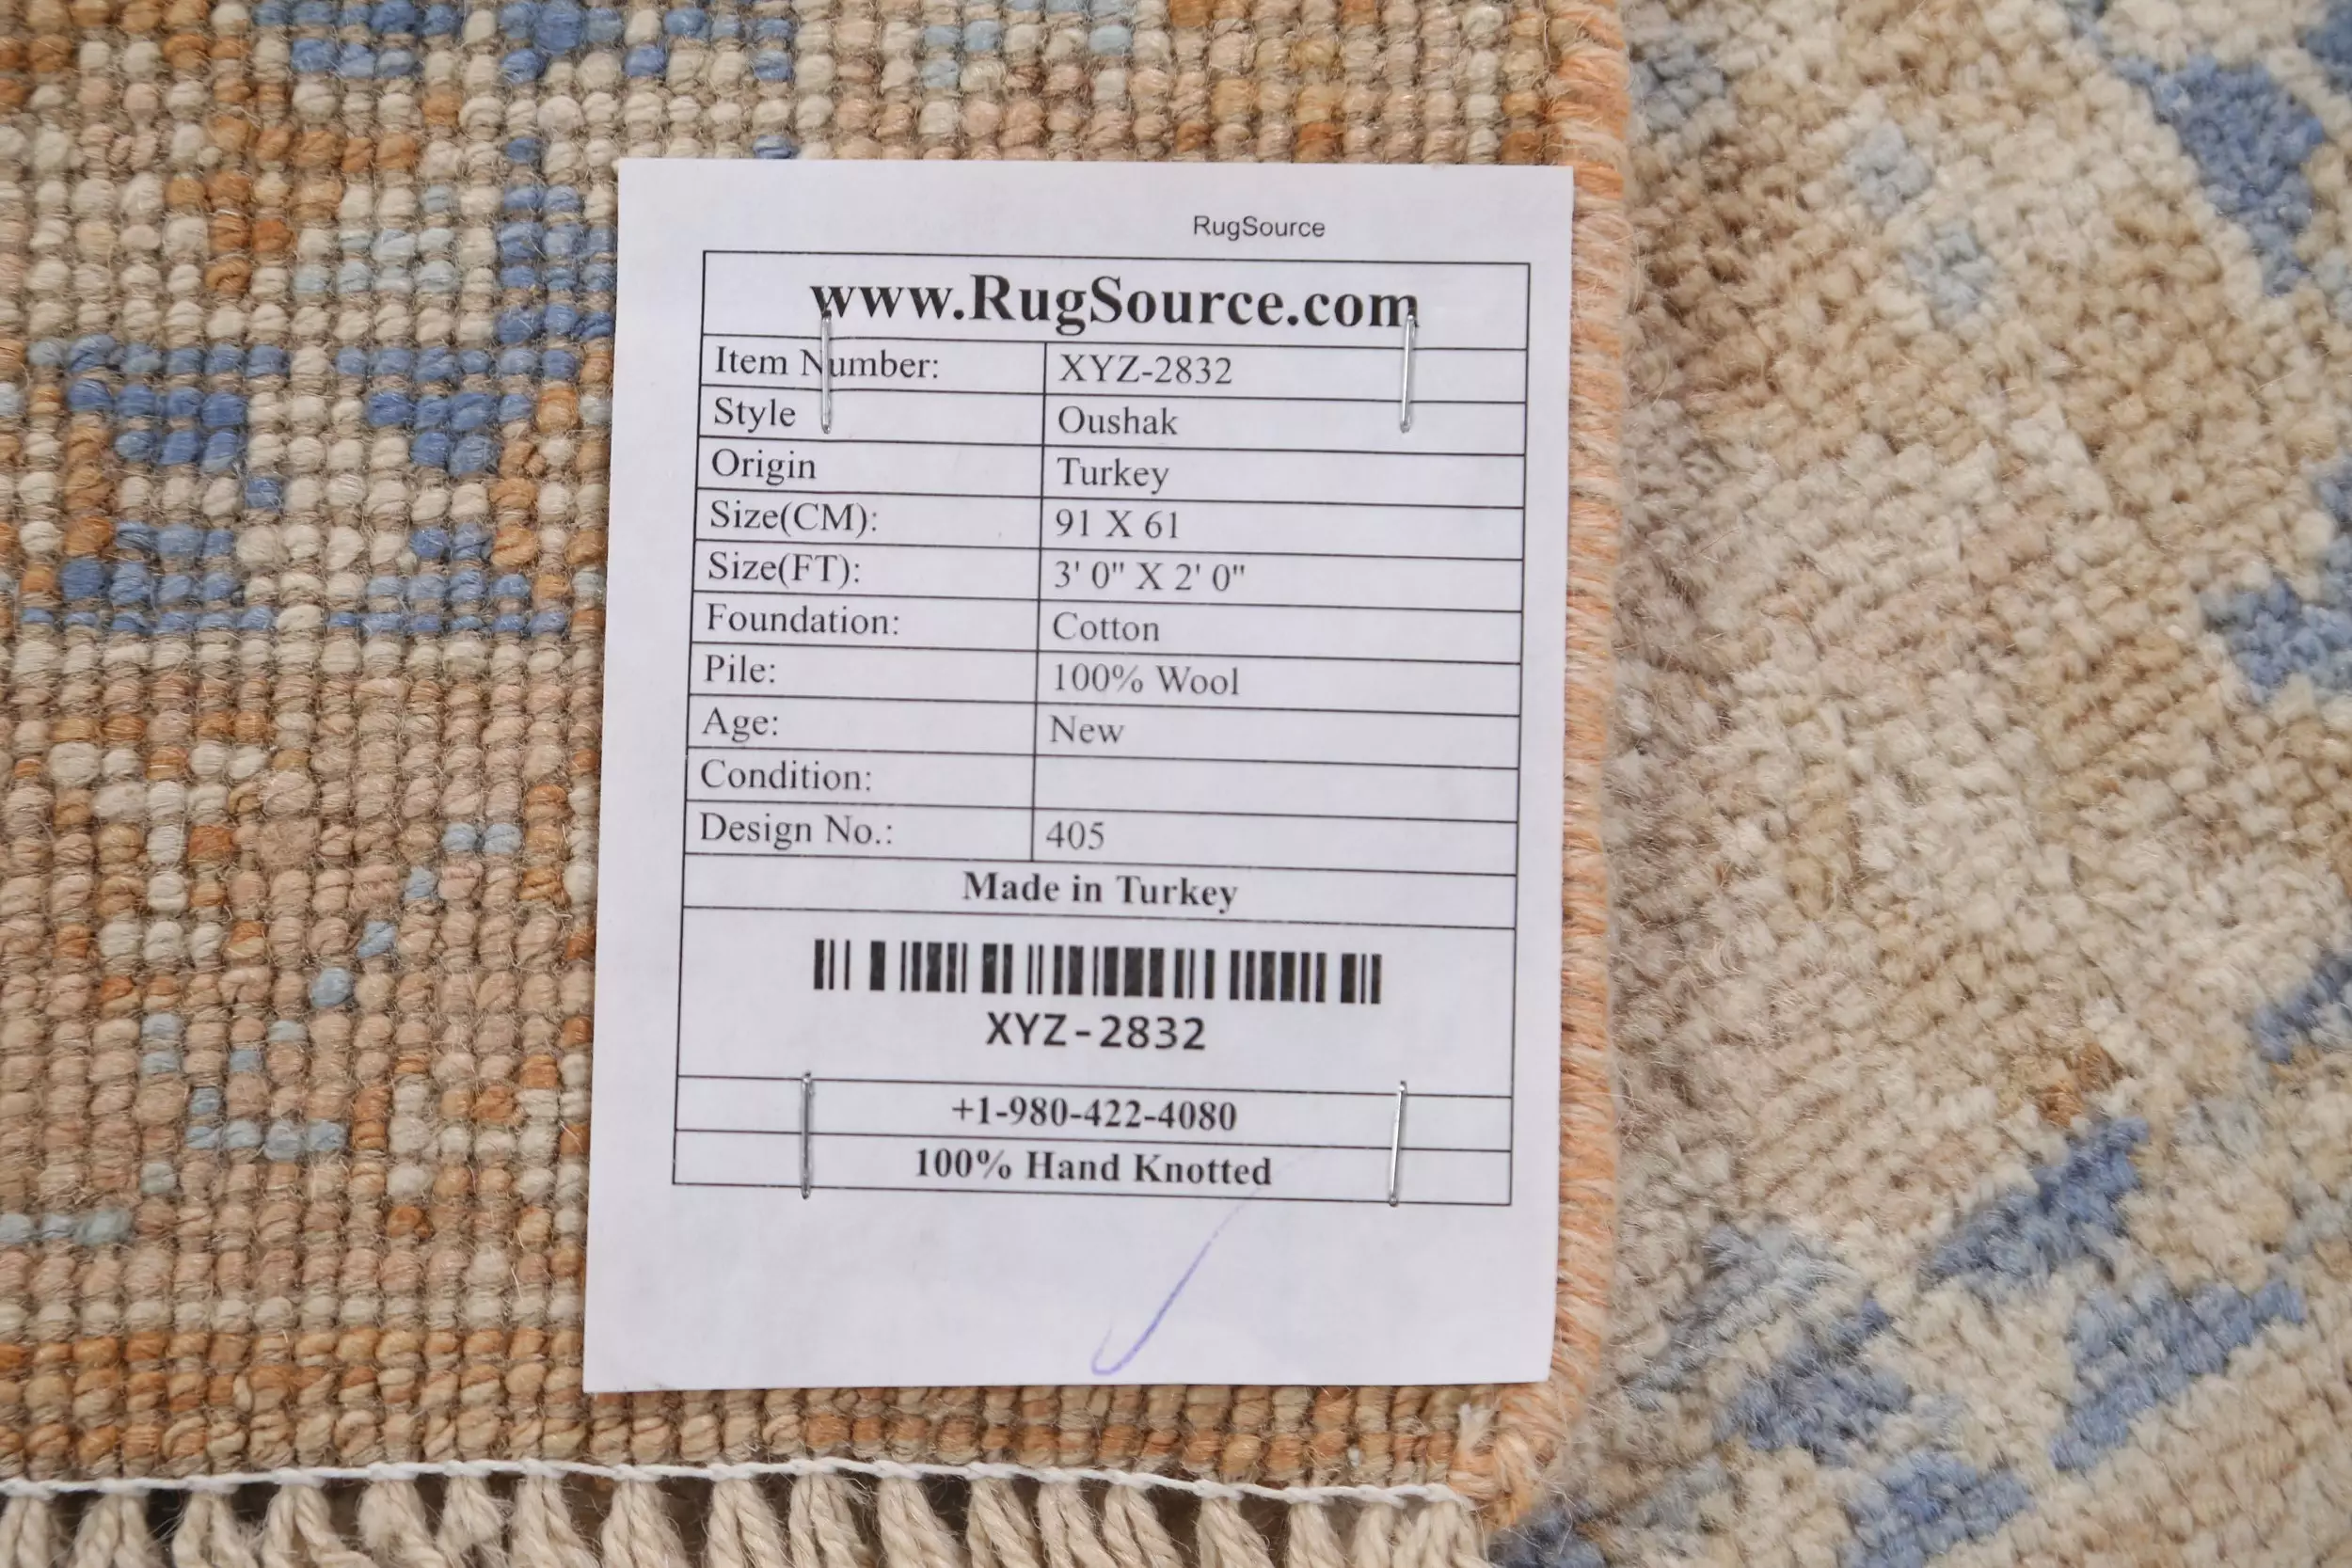 RugSource
www.RugSource.com
Item Number: XYZ-2832
Style Oushak
Origin Turkey
Size(CM): 91 X 61
Size(FT): 3' 0" X 2' 0"
Foundation: Cotton
Pile: 100% Wool
Age: New
Condition:
Design No.: 405
Made in Turkey
XYZ-2832
+1-980-422-4080
100% Hand Knotted